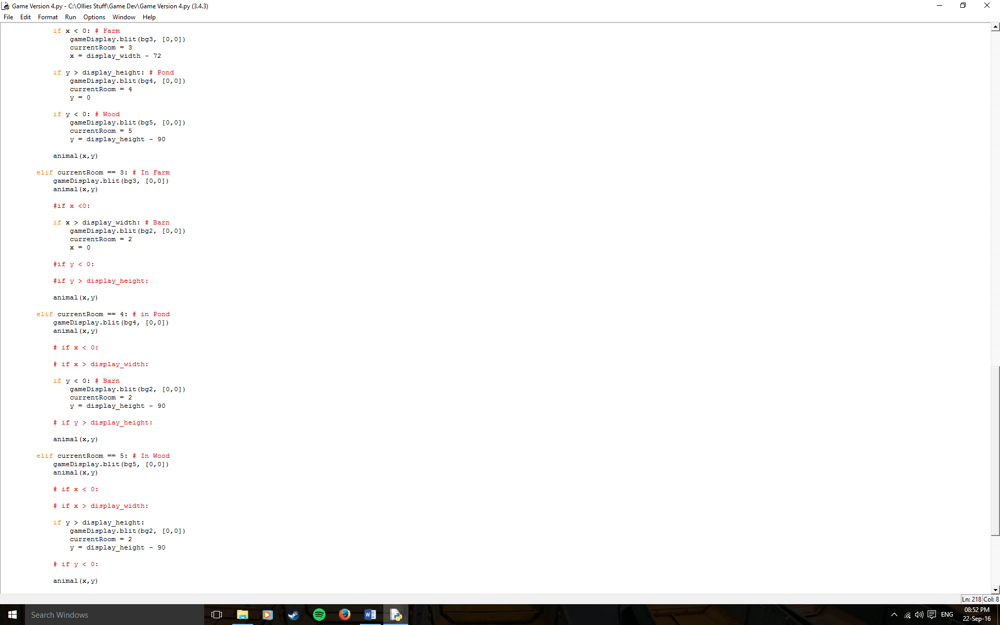 Game Version 4.py - C:\Ollies Stuff\Game Dev\Game Version 4.py (3.4.3)
File Edit Format Run Options Window Help
if x < 0: # Farm
gameDisplay.blit(bg3, [0,0])
currentRoom = 3
x = display_width - 72
if y > display_height: # Pond
gameDisplay.blit(bg4, [0,0])
currentRoom = 4
y = 0
if y < 0: # Wood
gameDisplay.blit(bg5, [0,0])
currentRoom = 5
y = display_height - 90
animal(x,y)
elif currentRoom == 3: # In Farm
gameDisplay.blit(bg3, [0,0])
animal(x,y)
#if x <0:
if x > display_width: # Barn
gameDisplay.blit(bg2, [0,0])
currentRoom = 2
x = 0
#if y < 0:
#if y > display_height:
animal(x,y)
elif currentRoom == 4: # in Pond
gameDisplay.blit(bg4, [0,0])
animal(x,y)
# if x < 0:
# if x > display_width:
if y < 0: # Barn
gameDisplay.blit(bg2, [0,0])
currentRoom = 2
y = display_height - 90
# if y > display_height:
animal(x,y)
elif currentRoom == 5: # In Wood
gameDisplay.blit(bg5, [0,0])
animal(x,y)
# if x < 0:
# if x > display_width:
if y > display_height:
gameDisplay.blit(bg2, [0,0])
currentRoom = 2
y = display_height - 90
# if y < 0:
animal(x,y)
Ln: 218 Col: 8
Search Windows
ENG
08:52 PM
22-Sep-16